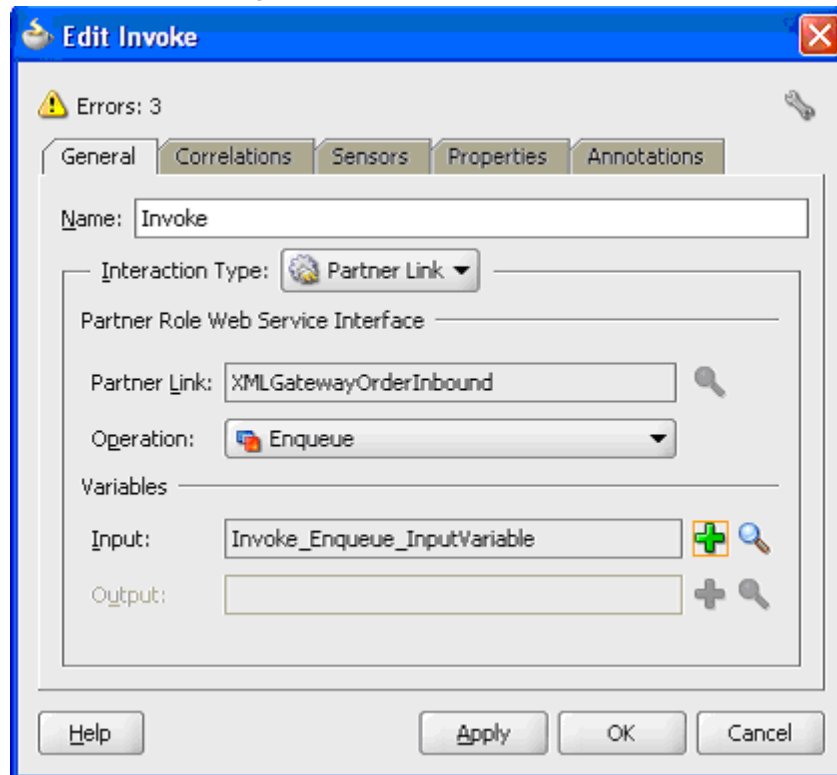 Edit Invoke
Errors: 3
General Correlations Sensors Properties Annotations
Name: Invoke
Interaction Type: Partner Link
Partner Role Web Service Interface
Partner Link: XMLGatewayOrderInbound
Operation: Enqueue
Variables
Input: Invoke_Enqueue_InputVariable
Output:
Help Apply OK Cancel